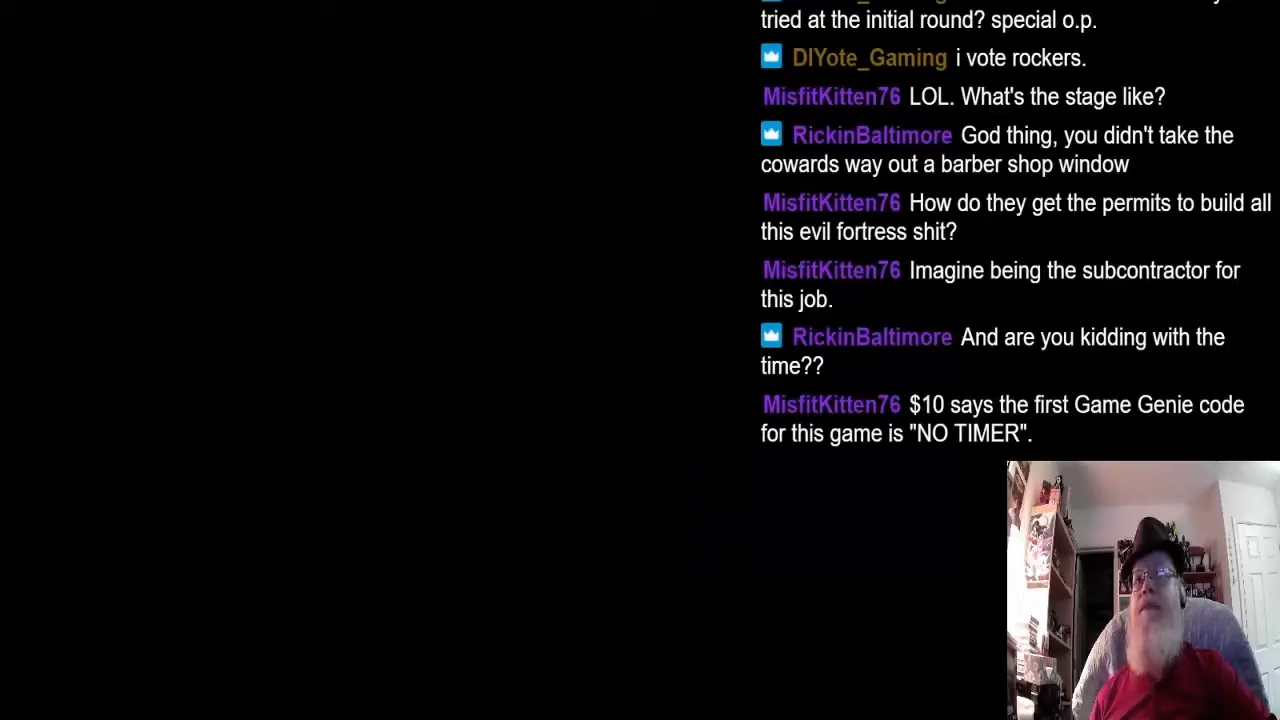 tried at the initial round? special o.p.
DIYote_Gaming i vote rockers.
MisfitKitten76 LOL. What's the stage like?
RickinBaltimore God thing, you didn't take the
cowards way out a barber shop window
MisfitKitten76 How do they get the permits to build all
this evil fortress shit?
MisfitKitten76 Imagine being the subcontractor for
this job.
RickinBaltimore And are you kidding with the
time??
MisfitKitten76 $10 says the first Game Genie code
for this game is "NO TIMER".